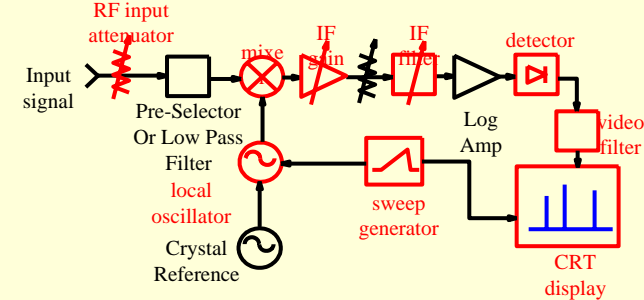 RF input
attenuator
mixe
IF
gain
IF
filter
detector
Input
signal
Pre-Selector
Or Low Pass
Filter
Log
Amp
video
filter
local
oscillator
sweep
generator
Crystal
Reference
CRT
display